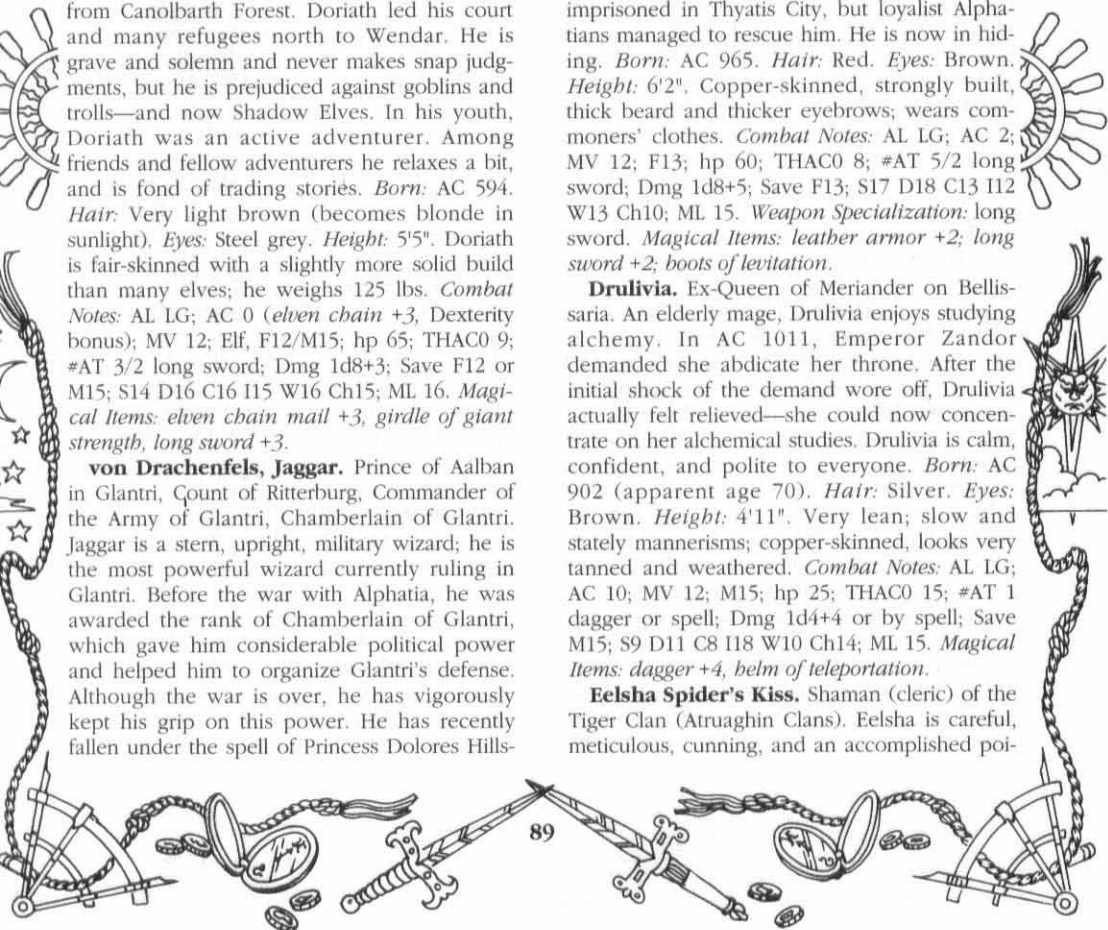 from Canolbarth Forest. Doriath led his court
and many refugees north to Wendar. He is
grave and solemn and never makes snap judg-
ments, but he is prejudiced against goblins and
trolls—and now Shadow Elves. In his youth,
Doriath was an active adventurer. Among
friends and fellow adventurers he relaxes a bit,
and is fond of trading stories. Born: AC 594.
Hair: Very light brown (becomes blonde in
sunlight). Eyes: Steel grey. Height: 5'5". Doriath
is fair-skinned with a slightly more solid build
than many elves; he weighs 125 lbs. Combat
Notes: AL LG; AC 0 (elven chain +3, Dexterity
bonus); MV 12; Elf, F12/M15; hp 65; THAC0 9;
#AT 3/2 long sword; Dmg 1d8+3; Save F12 or
M15; S14 D16 C16 I15 W16 Ch15; ML 16. Magi-
cal Items: elven chain mail +3, girdle of giant
strength, long sword +3.
von Drachenfels, Jaggar. Prince of Aalban
in Glantri, Count of Ritterburg, Commander of
the Army of Glantri, Chamberlain of Glantri.
Jaggar is a stern, upright, military wizard; he is
the most powerful wizard currently ruling in
Glantri. Before the war with Alphatia, he was
awarded the rank of Chamberlain of Glantri,
which gave him considerable political power
and helped him to organize Glantri's defense.
Although the war is over, he has vigorously
kept his grip on this power. He has recently
fallen under the spell of Princess Dolores Hills-
imprisoned in Thyatis City, but loyalist Alpha-
tians managed to rescue him. He is now in hid-
ing. Born: AC 965. Hair: Red. Eyes: Brown.
Height: 6'2". Copper-skinned, strongly built,
thick beard and thicker eyebrows; wears com-
moners' clothes. Combat Notes: AL LG; AC 2;
MV 12; F13; hp 60; THAC0 8; #AT 5/2 long
sword; Dmg 1d8+5; Save F13; S17 D18 C13 I12
W13 Ch10; ML 15. Weapon Specialization: long
sword. Magical Items: leather armor +2; long
sword +2; boots of levitation.
Drulivia. Ex-Queen of Meriander on Bellis-
saria. An elderly mage, Drulivia enjoys studying
alchemy. In AC 1011, Emperor Zandor
demanded she abdicate her throne. After the
initial shock of the demand wore off, Drulivia
actually felt relieved—she could now concen-
trate on her alchemical studies. Drulivia is calm,
confident, and polite to everyone. Born: AC
902 (apparent age 70). Hair: Silver. Eyes:
Brown. Height: 4'11". Very lean; slow and
stately mannerisms; copper-skinned, looks very
tanned and weathered. Combat Notes: AL LG;
AC 10; MV 12; M15; hp 25; THAC0 15; #AT 1
dagger or spell; Dmg 1d4+4 or by spell; Save
M15; S9 D11 C8 I18 W10 Ch14; ML 15. Magical
Items: dagger +4, helm of teleportation.
Eelsha Spider's Kiss. Shaman (cleric) of the
Tiger Clan (Atruaghin Clans). Eelsha is careful,
meticulous, cunning, and an accomplished poi-
89